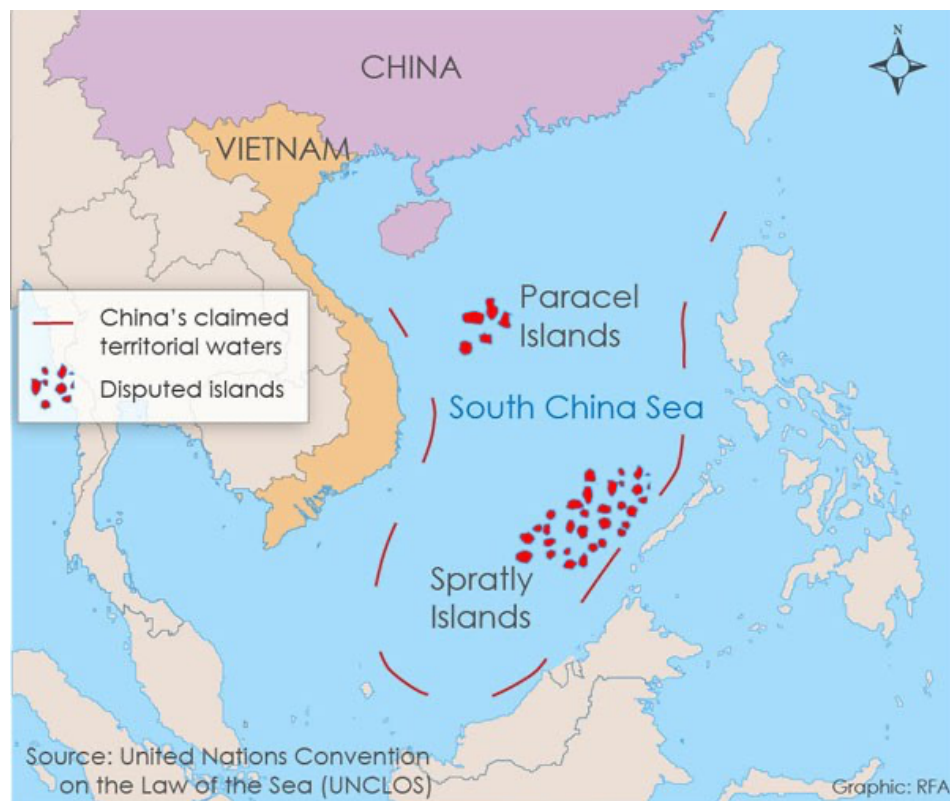 CHINA
N
VIETNAM
China's claimed
territorial waters
Disputed islands
Paracel
Islands
South China Sea
Spratly
Islands
Source: United Nations Convention
on the Law of the Sea (UNCLOS)
Graphic: RFA